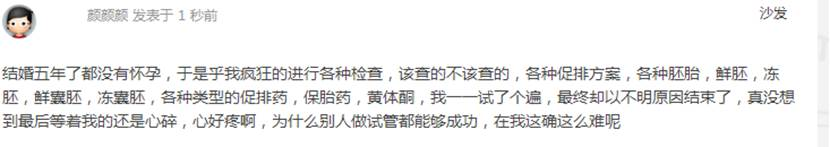 颜颜颜 发表于 1 秒前
沙发
结婚五年了都没有怀孕，于是乎我疯狂的进行各种检查，该查的不该查的，各种促排方案，各种胚胎，鲜胚，冻
胚，鲜囊胚，冻囊胚，各种类型的促排药，保胎药，黄体酮，我一一试了个遍，最终却以不明原因结束了，真没想
到最后等着我的还是心碎，心好疼啊，为什么别人做试管都能够成功，在我这确这么难呢